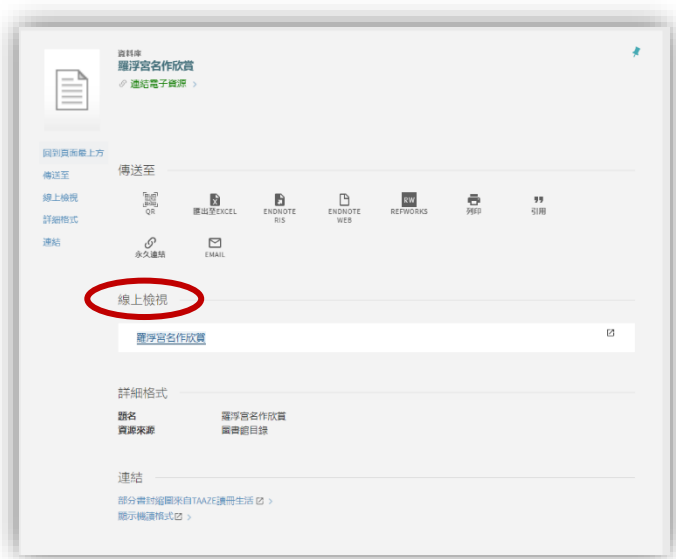 資料庫
羅浮宮名作欣賞
連結電子資源 >
回到頁面最上方
傳送至
線上檢視
詳細格式
連結
傳送至
QR
匯出至EXCEL
ENDNOTE RIS
ENDNOTE WEB
RW
REFWORKS
列印
引用
永久連結
EMAIL
線上檢視
羅浮宮名作欣賞
詳細格式
題名 羅浮宮名作欣賞
資源來源 圖書館目錄
連結
部分書封縮圖來自TAAZE讀冊生活 >
顯示機讀格式 >